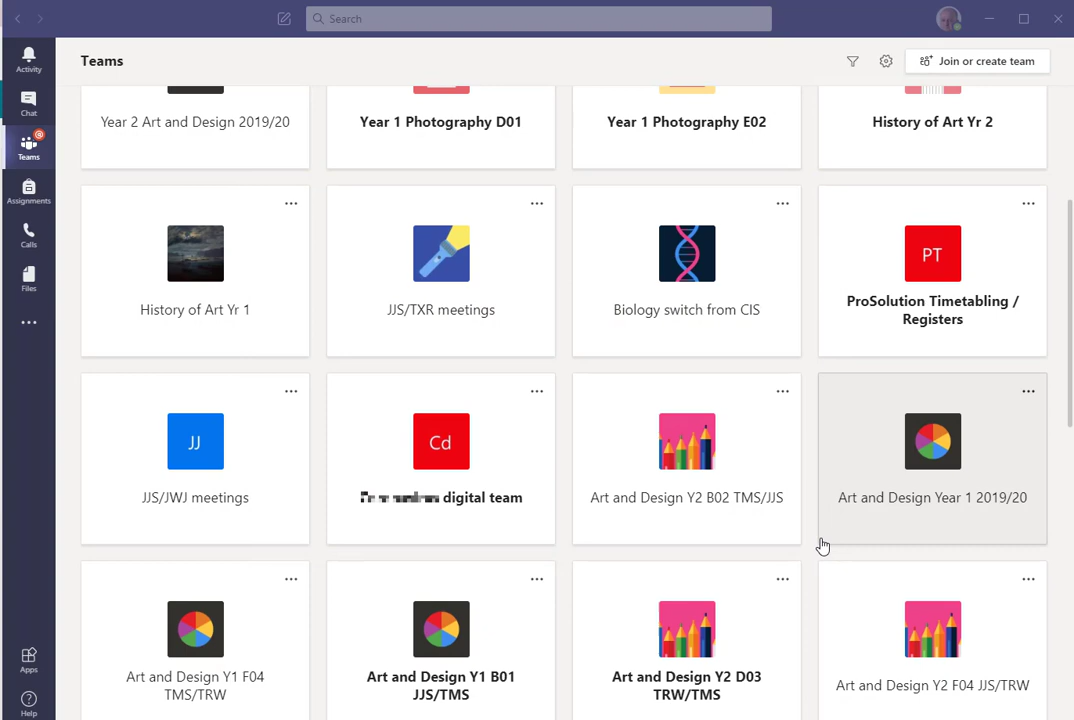 Search
Activity
Chat
Teams
Assignments
Calls
Files
Apps
Help
Teams
Join or create team
Year 2 Art and Design 2019/20
Year 1 Photography D01
Year 1 Photography E02
History of Art Yr 2
History of Art Yr 1
JJS/TXR meetings
Biology switch from CIS
PT
ProSolution Timetabling /
Registers
JJ
JJS/JWJ meetings
Cd
digital team
Art and Design Y2 B02 TMS/JJS
Art and Design Year 1 2019/20
Art and Design Y1 F04
TMS/TRW
Art and Design Y1 B01
JJS/TMS
Art and Design Y2 D03
TRW/TMS
Art and Design Y2 F04 JJS/TRW